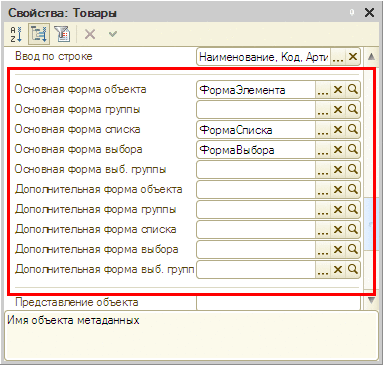 Свойства: Товары
Ввод по строке Наименование, Код, Арти
Основная форма объекта ФормаЭлемента
Основная форма группы
Основная форма списка ФормаСписка
Основная форма выбора ФормаВыбора
Основная форма выб. группы
Дополнительная форма объекта
Дополнительная форма группы
Дополнительная форма списка
Дополнительная форма выбора
Дополнительная форма выб. групп
Представление объекта
Имя объекта метаданных